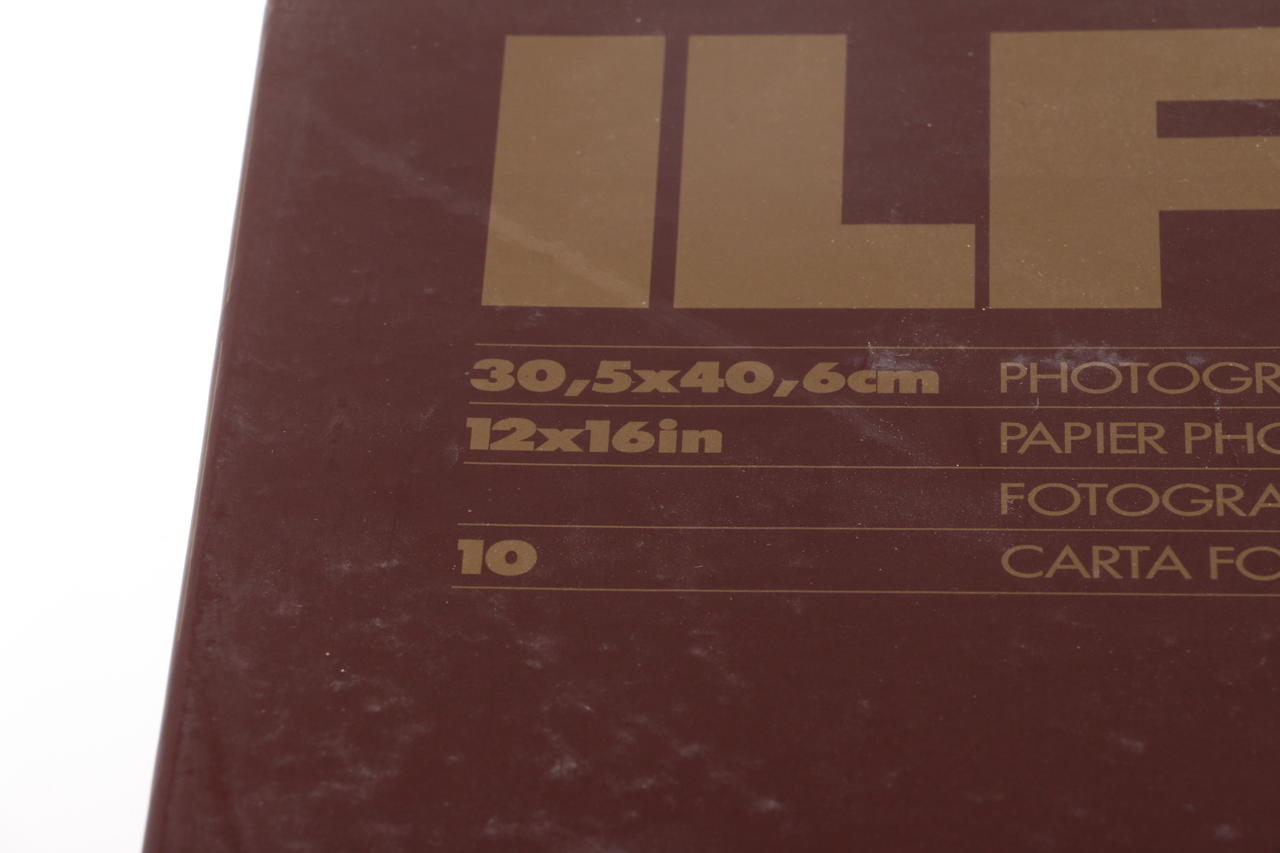 ILF
30,5x40,6cm PHOTOGR
12x16in PAPIER PHO
FOTOGRA
10 CARTA FO